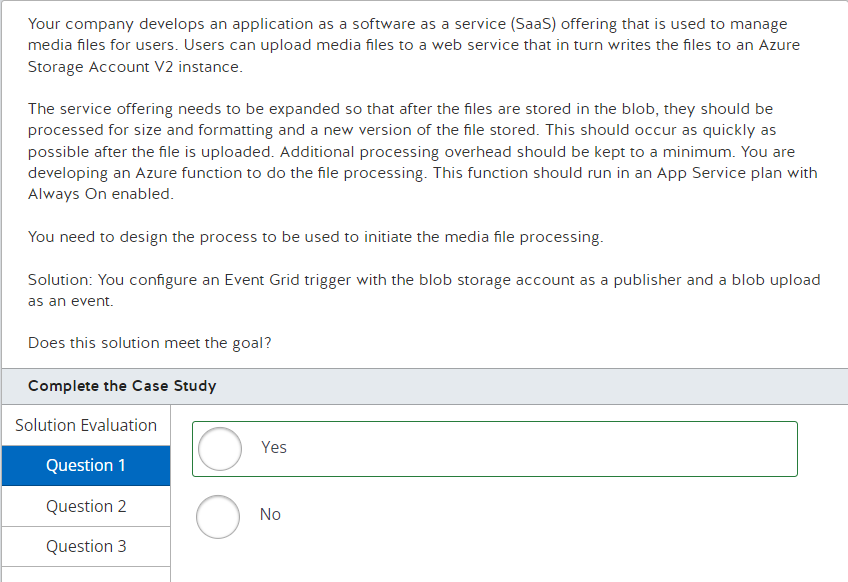 Your company develops an application as a software as a service (SaaS) offering that is used to manage
media files for users. Users can upload media files to a web service that in turn writes the files to an Azure
Storage Account V2 instance.
The service offering needs to be expanded so that after the files are stored in the blob, they should be
processed for size and formatting and a new version of the file stored. This should occur as quickly as
possible after the file is uploaded. Additional processing overhead should be kept to a minimum. You are
developing an Azure function to do the file processing. This function should run in an App Service plan with
Always On enabled.
You need to design the process to be used to initiate the media file processing.
Solution: You configure an Event Grid trigger with the blob storage account as a publisher and a blob upload
as an event.
Does this solution meet the goal?
Complete the Case Study
Solution Evaluation
Question 1
Question 2
Question 3
Yes
No